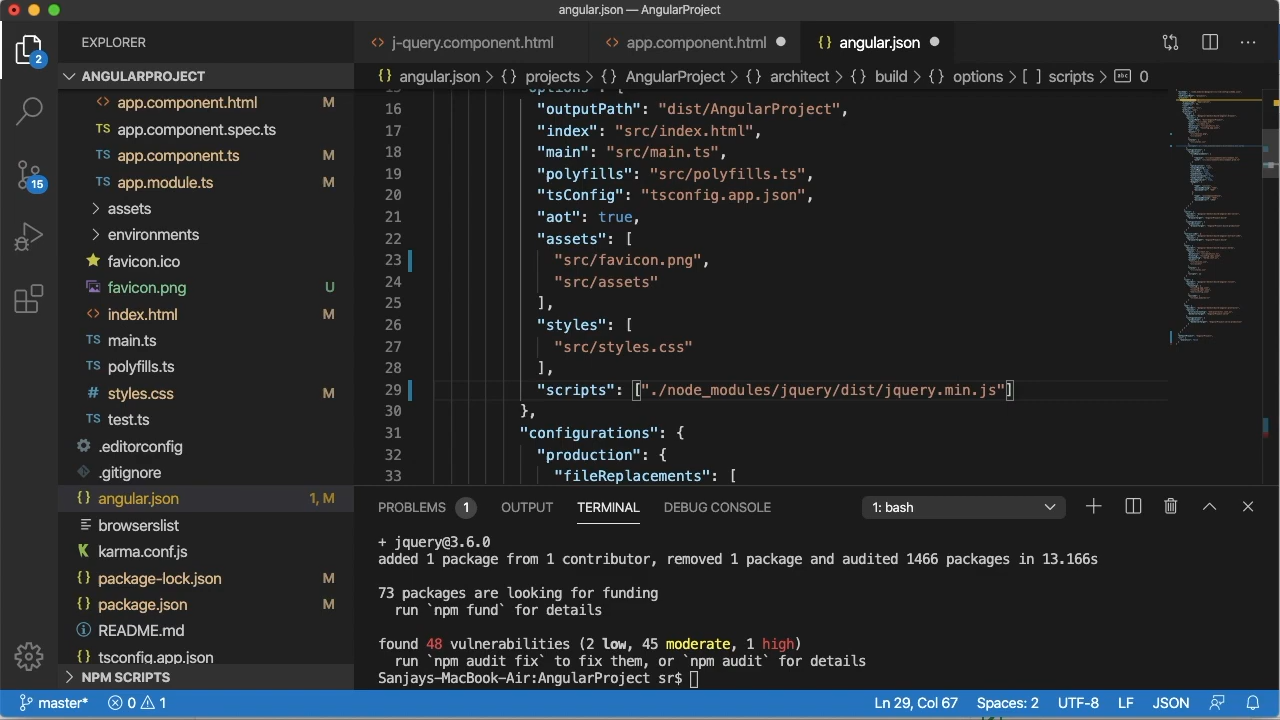 angular.json — AngularProject
EXPLORER
j-query.component.html
app.component.html
{} angular.json
2
ANGULARPROJECT
{} angular.json > {} projects > {} AngularProject > {} architect > {} build > {} options > [ ] scripts > abc 0
<> app.component.html M
TS app.component.spec.ts
TS app.component.ts M
TS app.module.ts M
> assets
> environments
favicon.ico
favicon.png U
<> index.html M
TS main.ts
TS polyfills.ts
# styles.css M
TS test.ts
.editorconfig
.gitignore
{} angular.json 1, M
browserslist
K karma.conf.js
{} package-lock.json M
{} package.json M
README.md
{} tsconfig.app.json
> NPM SCRIPTS
15
15 "options": {
16 "outputPath": "dist/AngularProject",
17 "index": "src/index.html",
18 "main": "src/main.ts",
19 "polyfills": "src/polyfills.ts",
20 "tsConfig": "tsconfig.app.json",
21 "aot": true,
22 "assets": [
23 "src/favicon.png",
24 "src/assets"
25 ],
26 "styles": [
27 "src/styles.css"
28 ],
29 "scripts": ["./node_modules/jquery/dist/jquery.min.js"]
30 },
31 "configurations": {
32 "production": {
33 "fileReplacements": [
PROBLEMS 1 OUTPUT TERMINAL DEBUG CONSOLE 1: bash
+ jquery@3.6.0
added 1 package from 1 contributor, removed 1 package and audited 1466 packages in 13.166s
73 packages are looking for funding
run `npm fund` for details
found 48 vulnerabilities (2 low, 45 moderate, 1 high)
run `npm audit fix` to fix them, or `npm audit` for details
Sanjays-MacBook-Air:AngularProject sr$
master* 0 1 Ln 29, Col 67 Spaces: 2 UTF-8 LF JSON